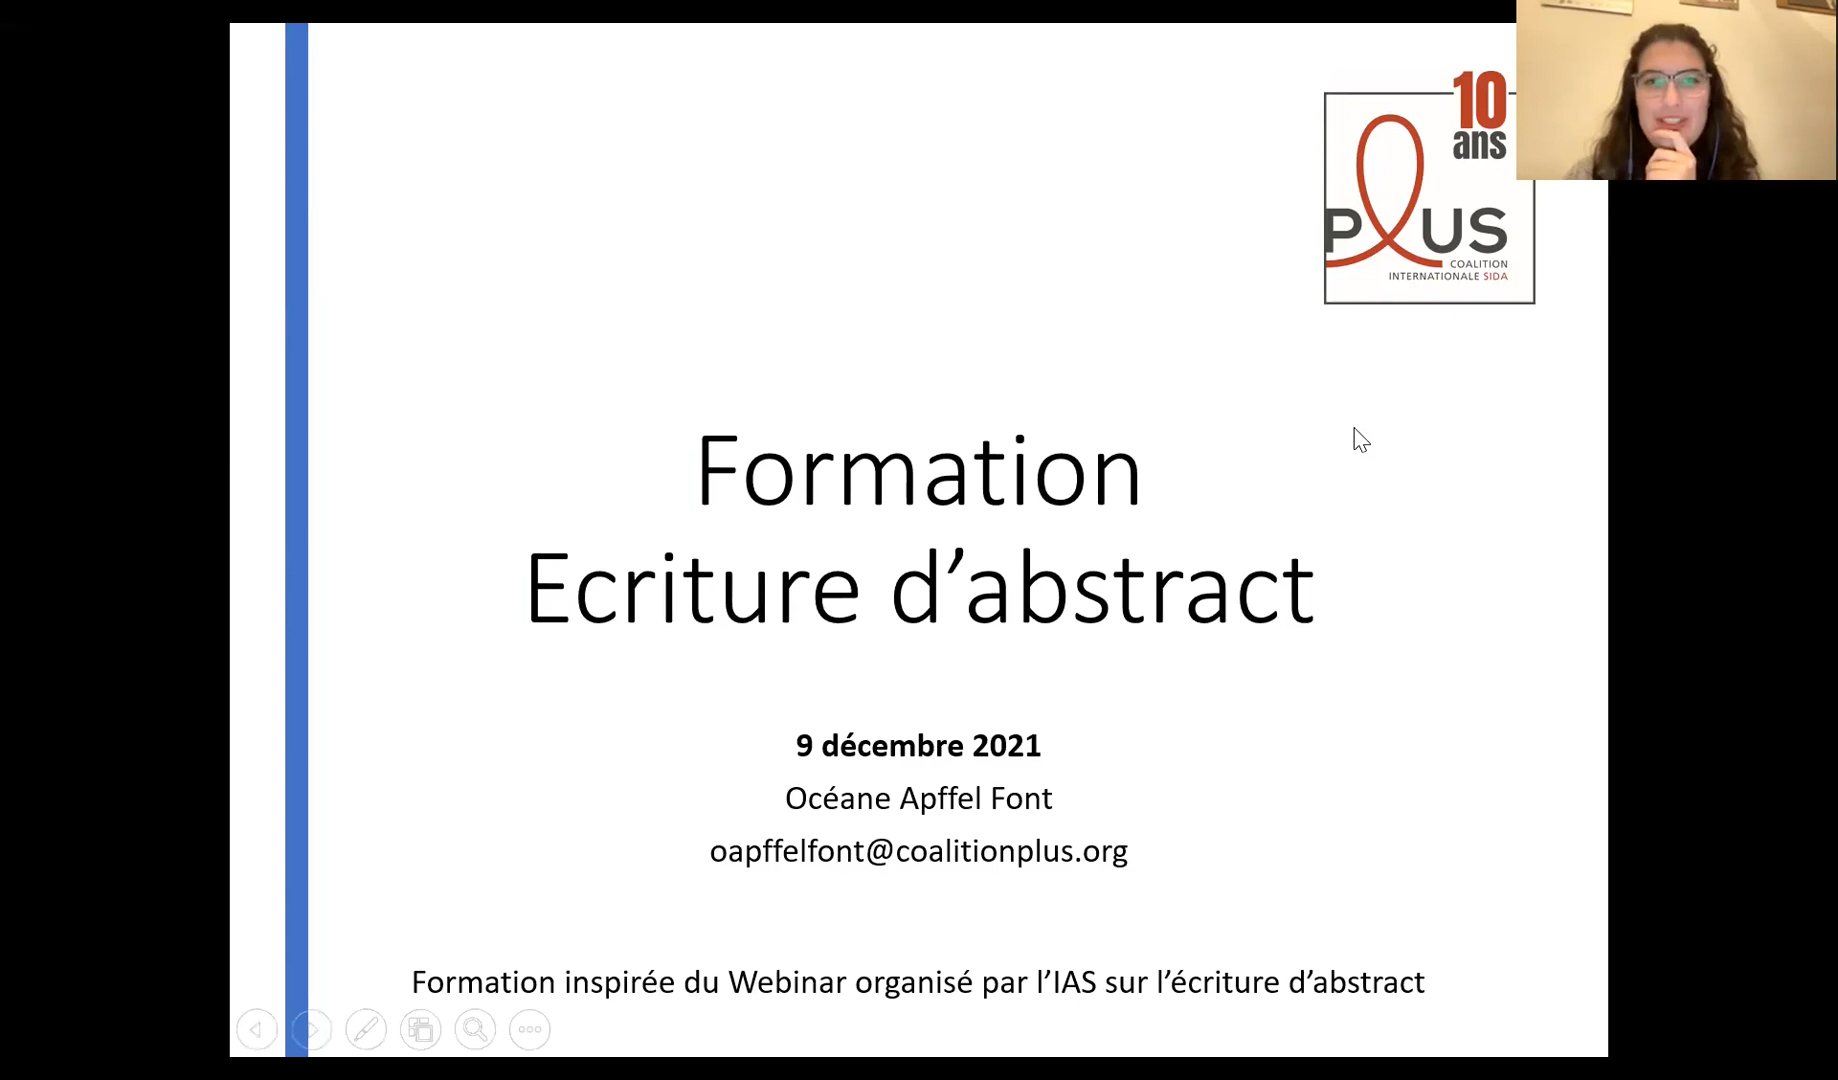 10
ans
PLUS
COALITION
INTERNATIONALE SIDA
Formation
Ecriture d’abstract
9 décembre 2021
Océane Apffel Font
oapffelfont@coalitionplus.org
Formation inspirée du Webinar organisé par l’IAS sur l’écriture d’abstract